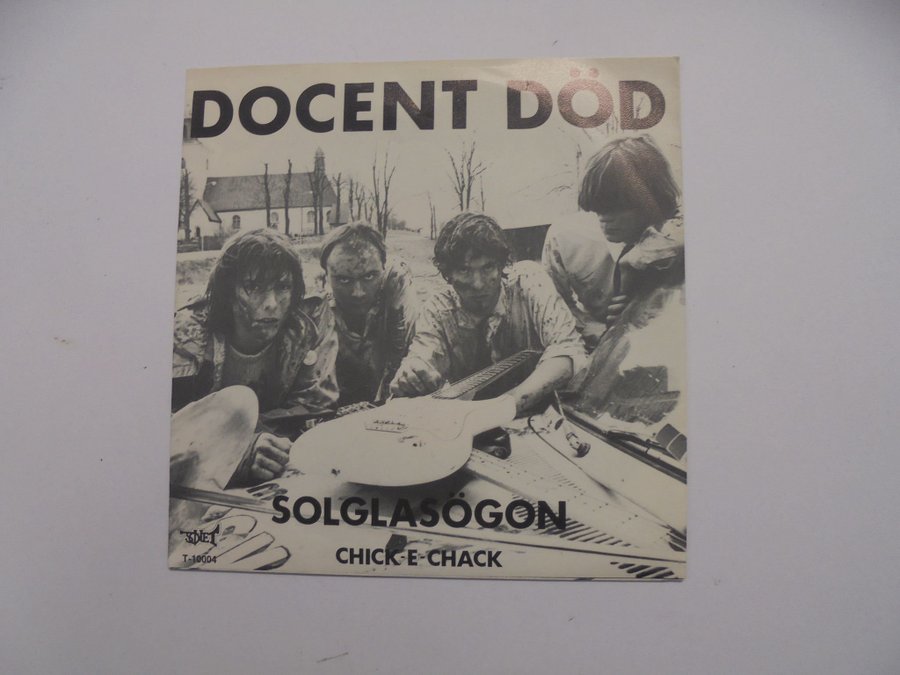 DOCENT DÖD
SOLGLASÖGON
CHICK-E-CHACK
T-10004